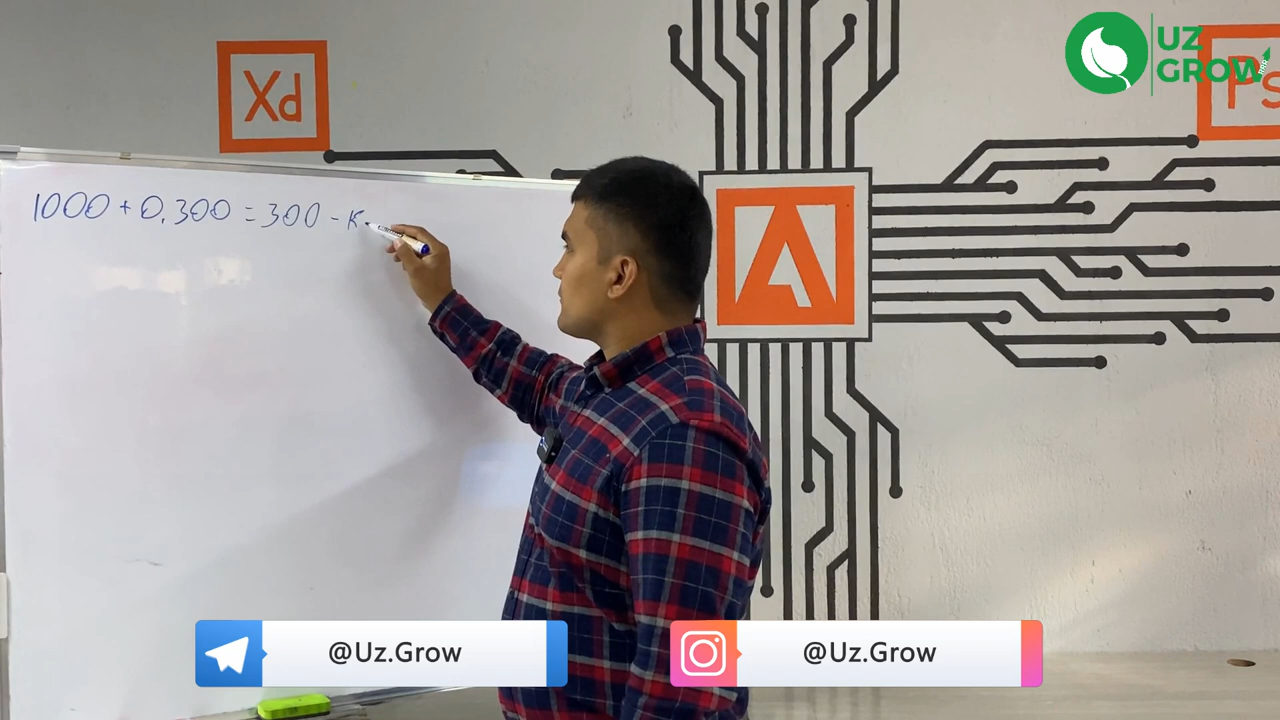 Xd
UZ
GROW
Ps
1000 + 0,300 = 300 - K
A
@Uz.Grow
@Uz.Grow